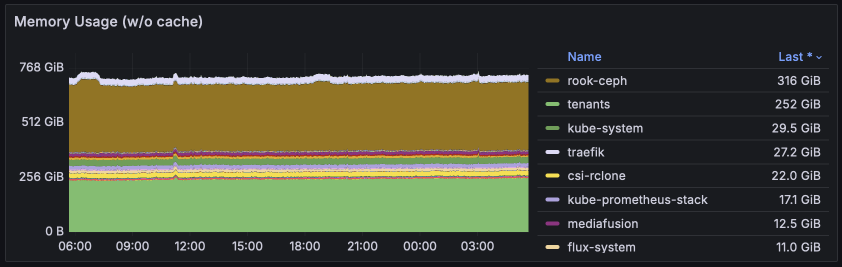 Memory Usage (w/o cache)
768 GiB
512 GiB
256 GiB
0 B
06:00 09:00 12:00 15:00 18:00 21:00 00:00 03:00
Name Last *
rook-ceph 316 GiB
tenants 252 GiB
kube-system 29.5 GiB
traefik 27.2 GiB
csi-rclone 22.0 GiB
kube-prometheus-stack 17.1 GiB
mediafusion 12.5 GiB
flux-system 11.0 GiB